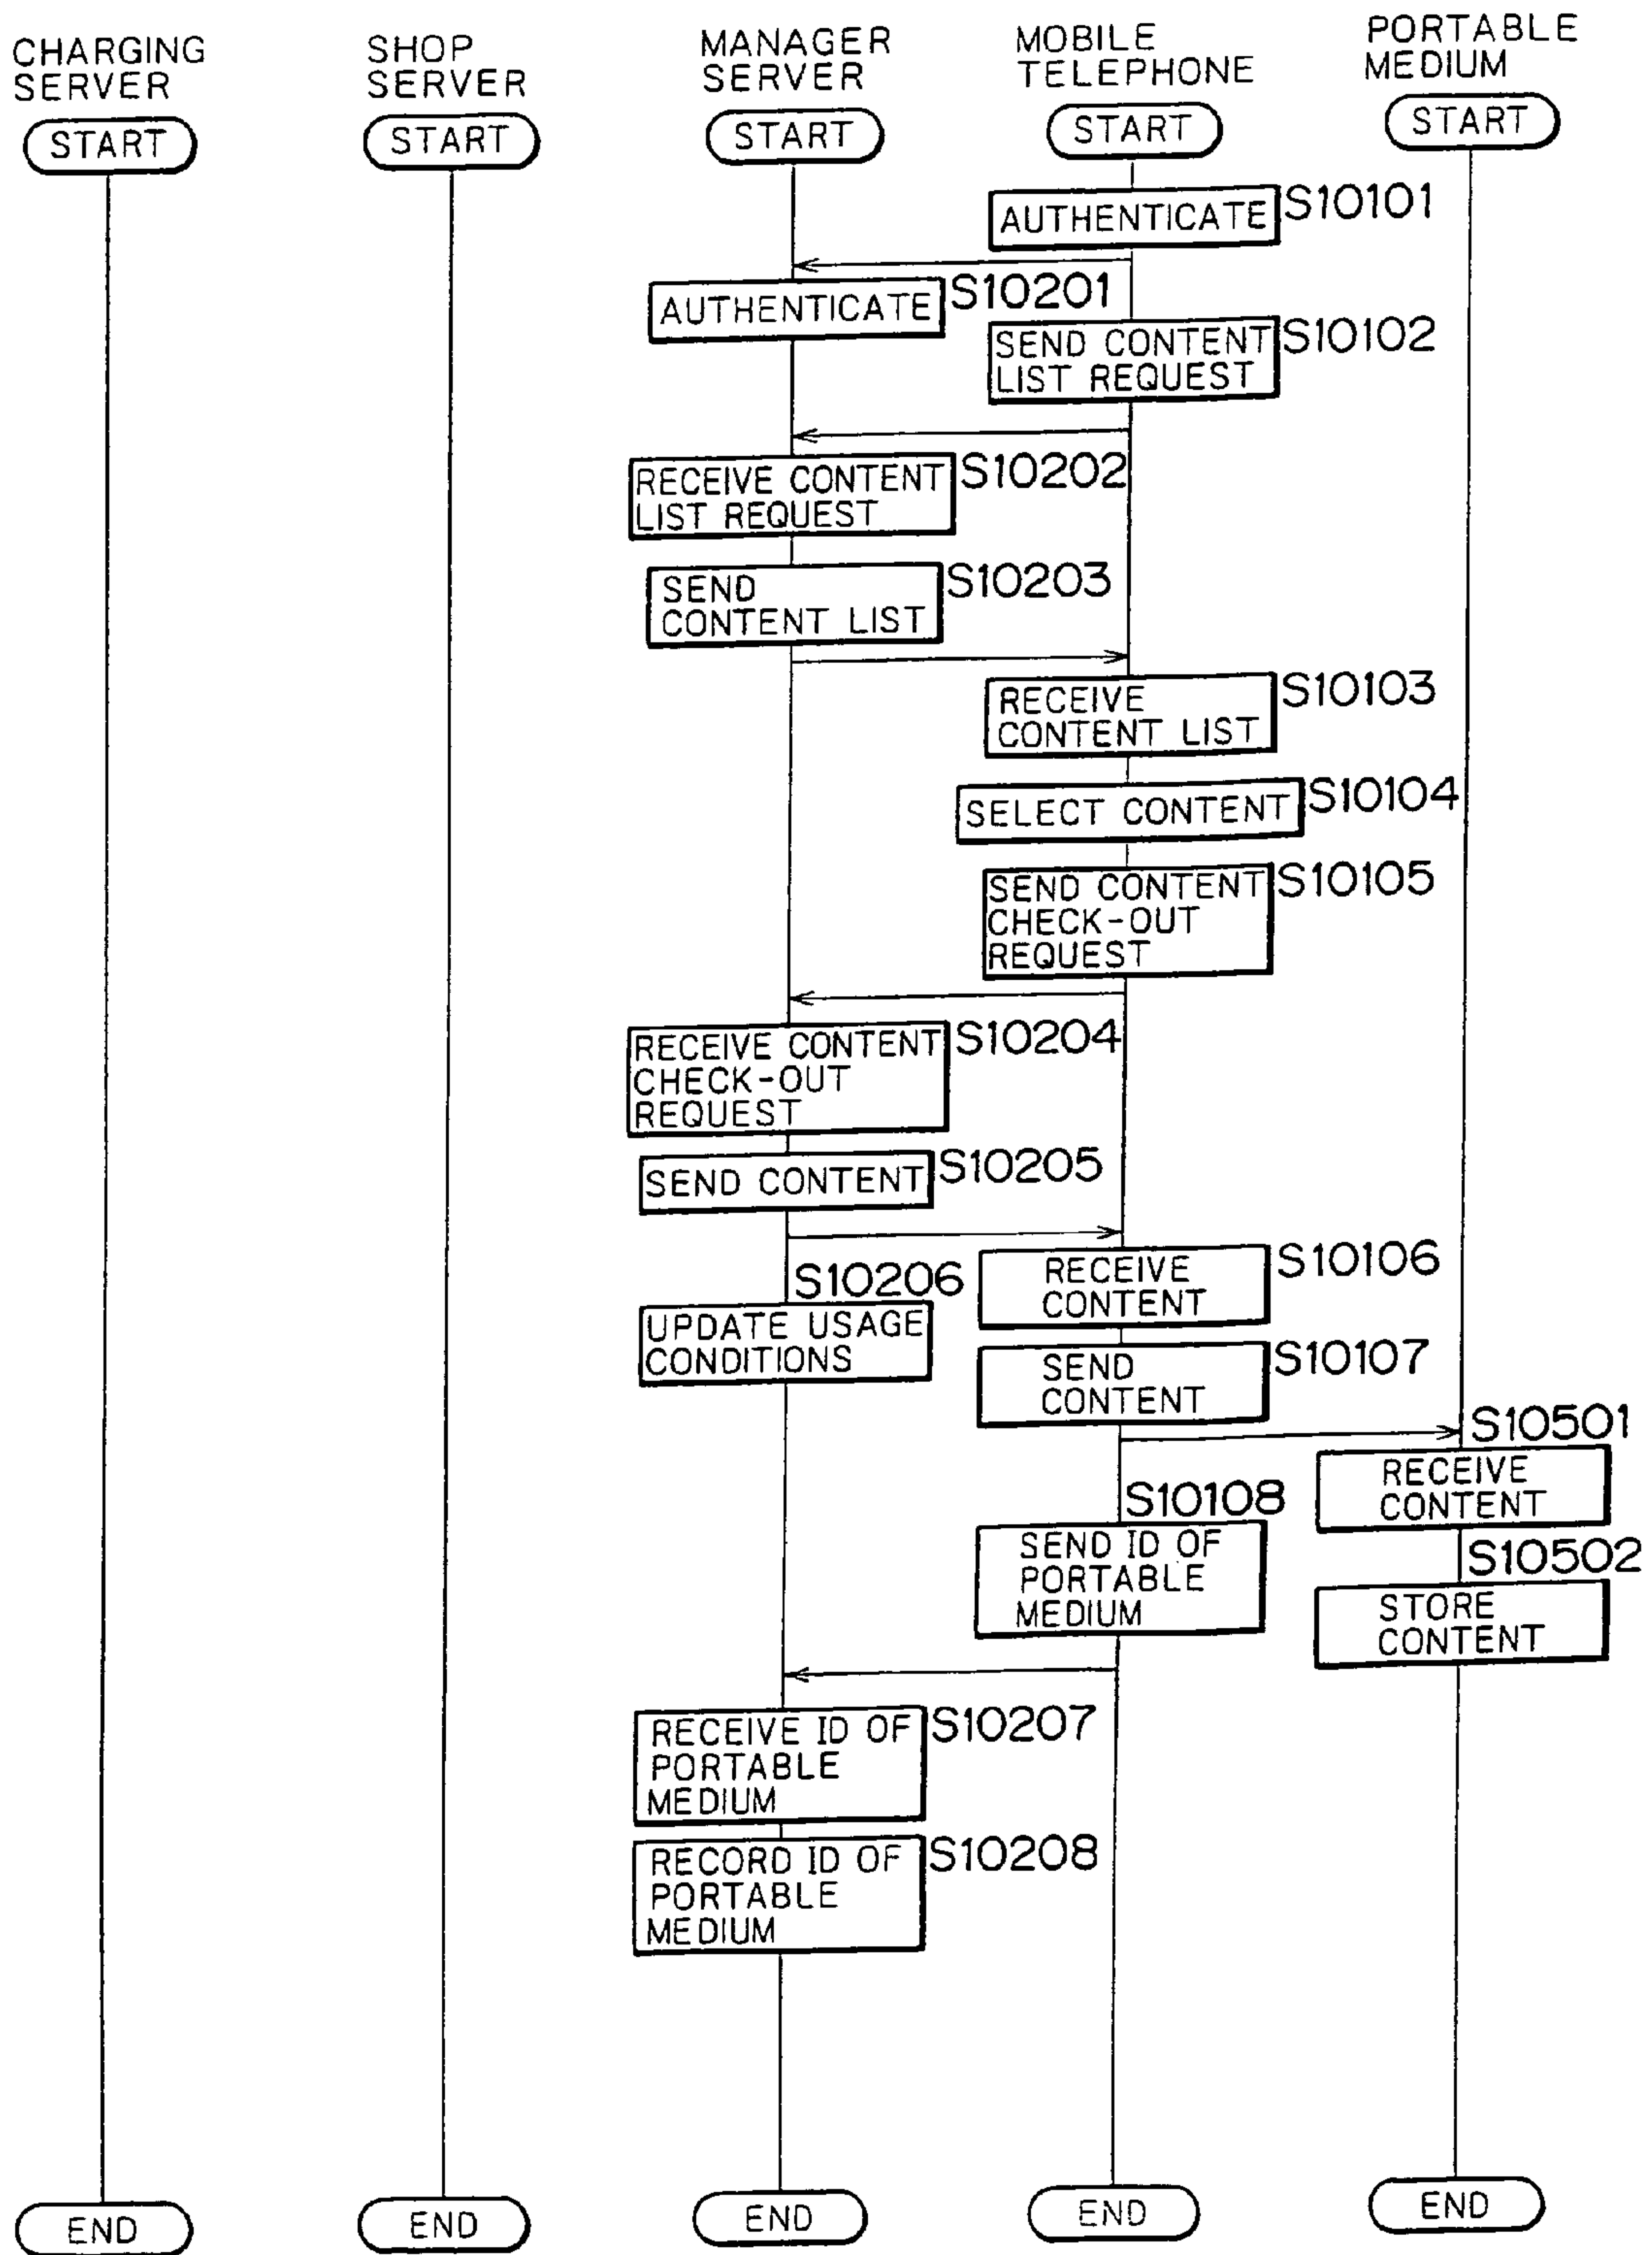 CHARGING
SERVER
SHOP
SERVER
MANAGER
SERVER
MOBILE
TELEPHONE
PORTABLE
MEDIUM
START
START
START
START
START
AUTHENTICATE
S10101
AUTHENTICATE
S10201
SEND CONTENT
LIST REQUEST
S10102
RECEIVE CONTENT
LIST REQUEST
S10202
SEND
CONTENT LIST
S10203
RECEIVE
CONTENT LIST
S10103
SELECT CONTENT
S10104
SEND CONTENT
CHECK-OUT
REQUEST
S10105
RECEIVE CONTENT
CHECK-OUT
REQUEST
S10204
SEND CONTENT
S10205
RECEIVE
CONTENT
S10106
S10206
UPDATE USAGE
CONDITIONS
SEND
CONTENT
S10107
S10501
RECEIVE
CONTENT
S10108
SEND ID OF
PORTABLE
MEDIUM
S10502
STORE
CONTENT
RECEIVE ID OF
PORTABLE
MEDIUM
S10207
RECORD ID OF
PORTABLE
MEDIUM
S10208
END
END
END
END
END